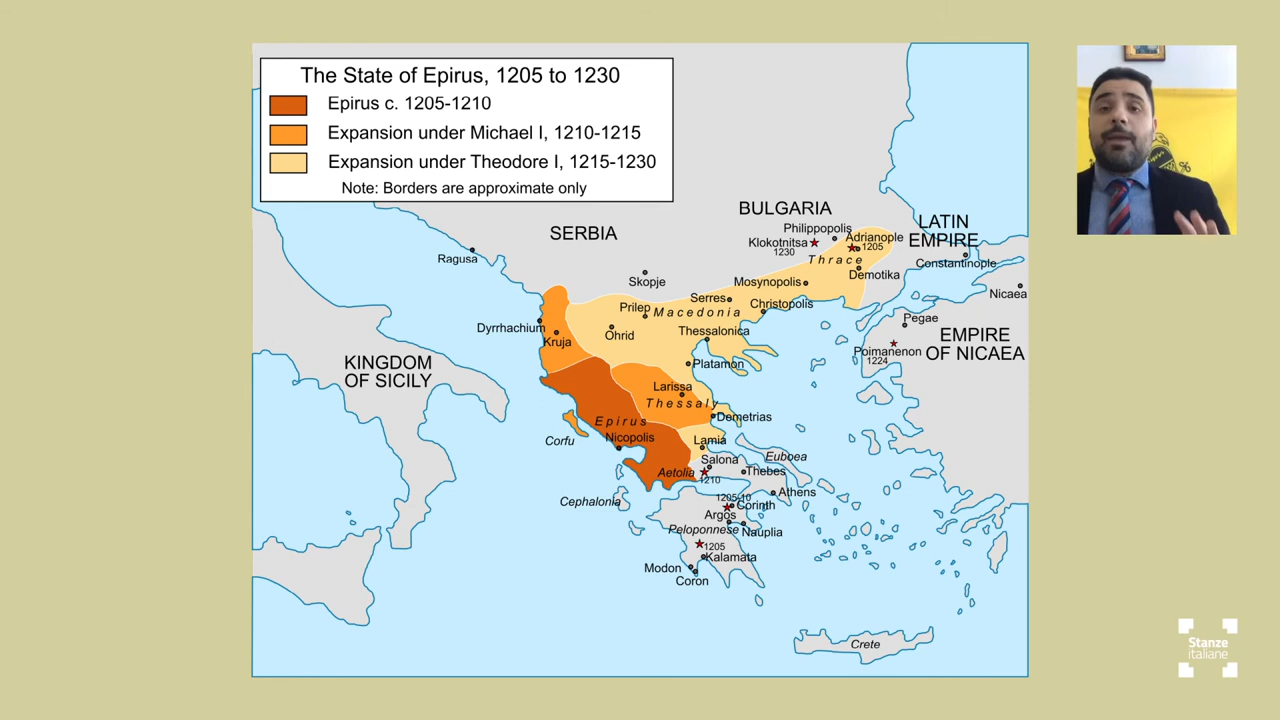 The State of Epirus, 1205 to 1230
Epirus c. 1205-1210
Expansion under Michael I, 1210-1215
Expansion under Theodore I, 1215-1230
Note: Borders are approximate only
BULGARIA
SERBIA
LATIN
EMPIRE
Philippopolis
Klokotnitsa
1230
Adrianople
1205
Thrace
Constantinople
Ragusa
Skopje
Demotika
Mosynopolis
Nicaea
Serres
Christopolis
Prilep
Macedonia
Pegae
Dyrrhachium
Ohrid
Thessalonica
Kruja
EMPIRE
OF NICAEA
Poimanenon
1224
KINGDOM
OF SICILY
Platamon
Larissa
Thessaly
Demetrias
Epirus
Nicopolis
Corfu
Lamia
Salona
Euboea
Aetolia
1210
Thebes
Cephalonia
1205-10
Athens
Corinth
Argos
Peloponnese
Nauplia
1205
Kalamata
Modon
Coron
Crete
Stanze
italiane